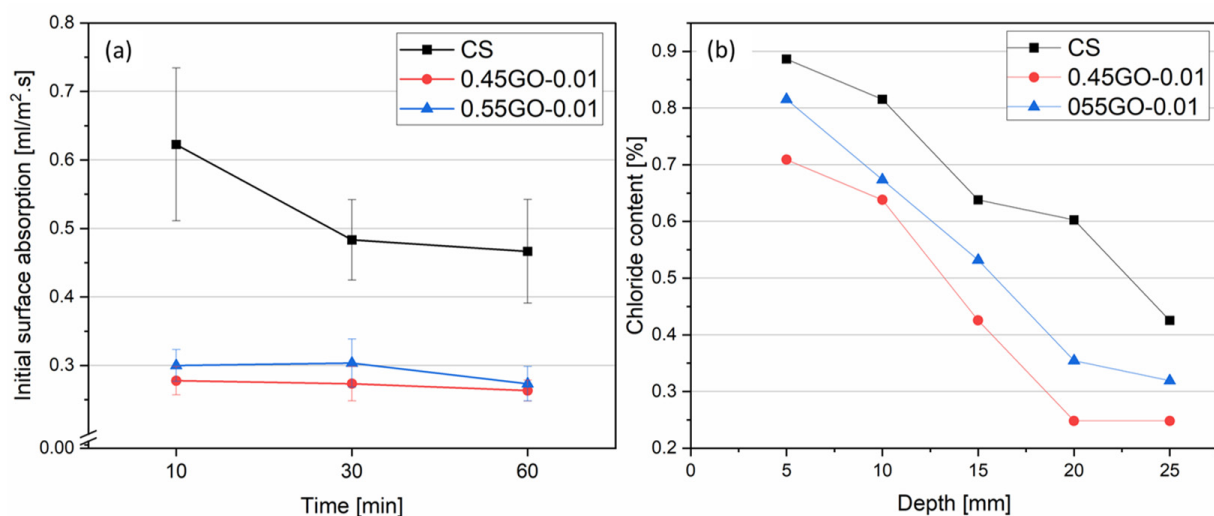 (a)
CS
0.45GO-0.01
0.55GO-0.01
Initial surface absorption [ml/m².s]
0.8
0.7
0.6
0.5
0.4
0.3
0.00
10 30 60
Time [min]
(b)
CS
0.45GO-0.01
055GO-0.01
Chloride content [%]
0.9
0.8
0.7
0.6
0.5
0.4
0.3
0.2
0 5 10 15 20 25
Depth [mm]